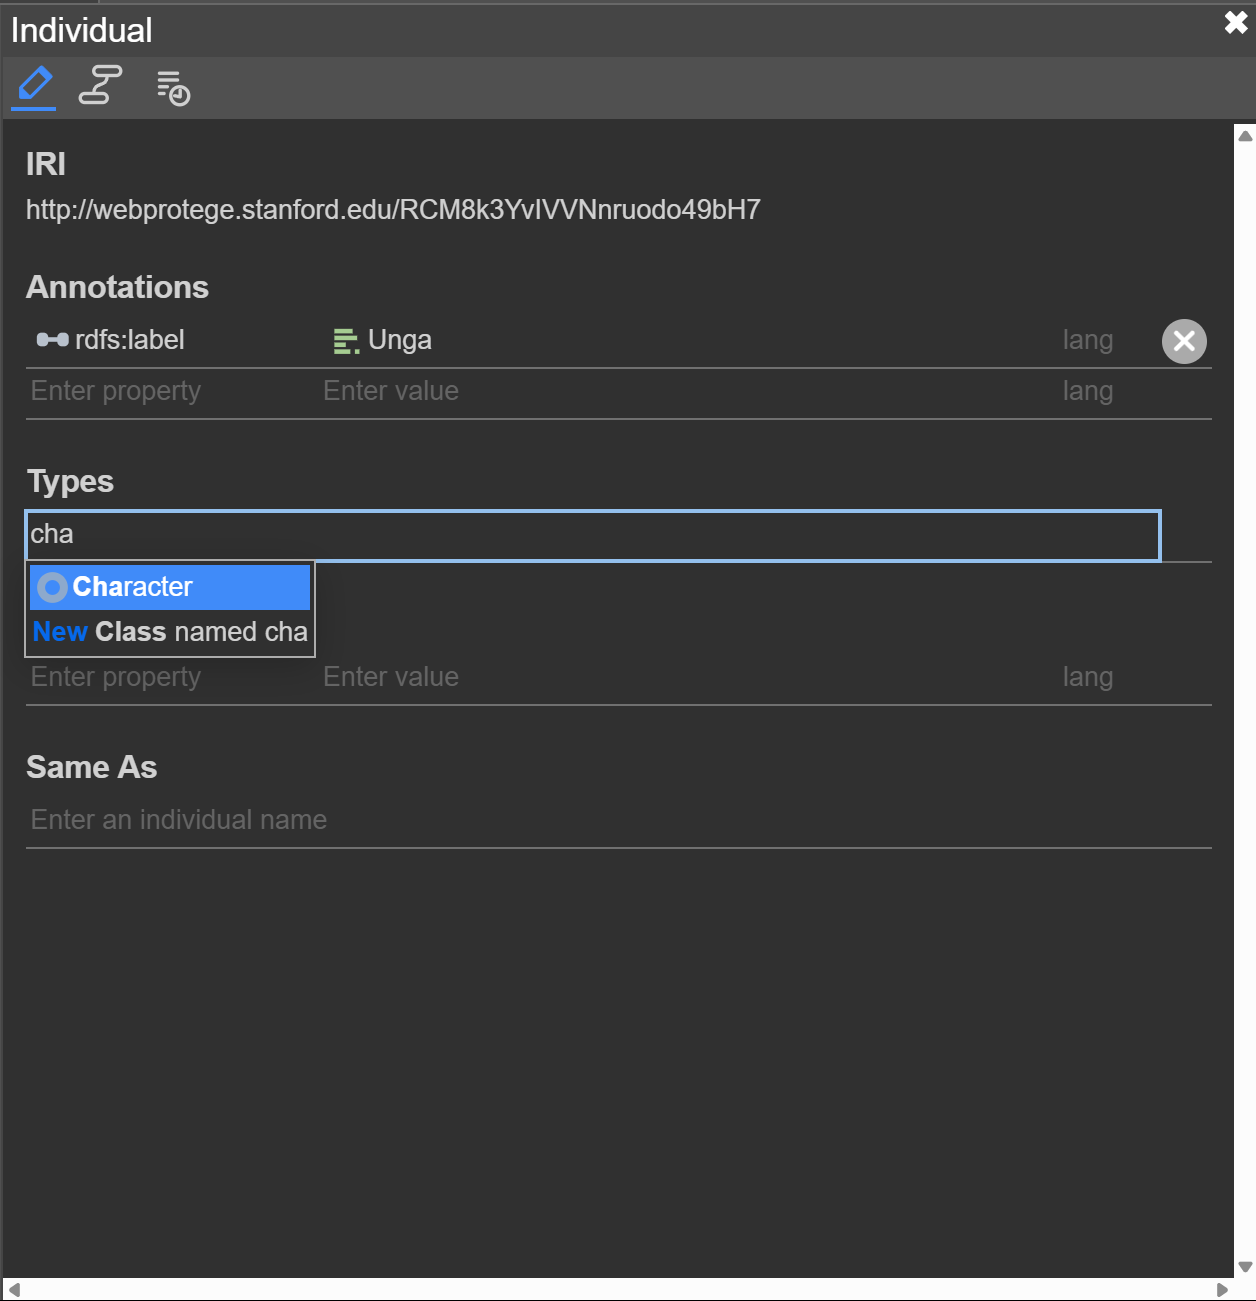 Individual
IRI
http://webprotege.stanford.edu/RCM8k3YvIVVNnruodo49bH7
Annotations
rdfs:label Unga lang
Enter property Enter value lang
Types
cha
Character
New Class named cha
Enter property Enter value lang
Same As
Enter an individual name